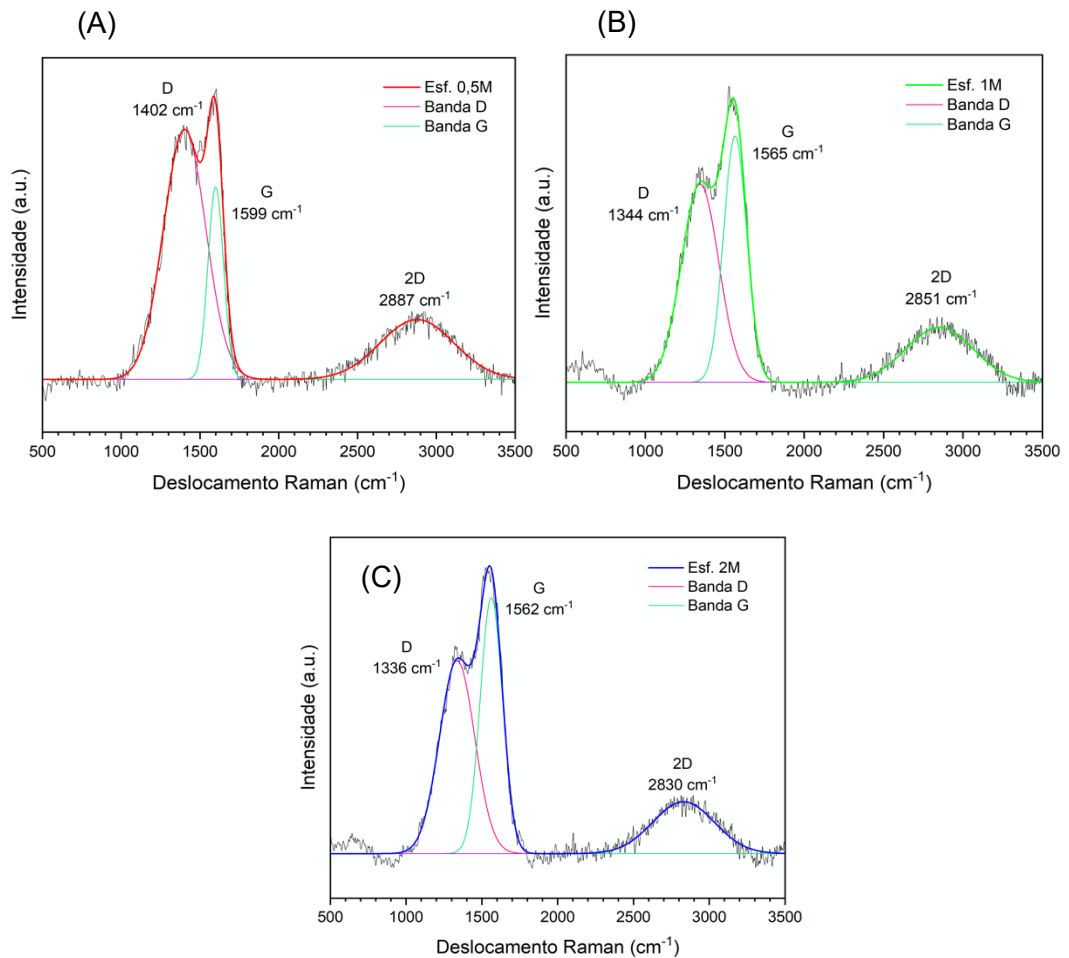 (A)
D
1402 cm⁻¹
Esf. 0,5M
Banda D
Banda G
G
1599 cm⁻¹
2D
2887 cm⁻¹
Intensidade (a.u.)
500 1000 1500 2000 2500 3000 3500
Deslocamento Raman (cm⁻¹)
(B)
Esf. 1M
Banda D
Banda G
G
1565 cm⁻¹
D
1344 cm⁻¹
2D
2851 cm⁻¹
Intensidade (a.u.)
500 1000 1500 2000 2500 3000 3500
Deslocamento Raman (cm⁻¹)
(C)
Esf. 2M
Banda D
Banda G
G
1562 cm⁻¹
D
1336 cm⁻¹
2D
2830 cm⁻¹
Intensidade (a.u.)
500 1000 1500 2000 2500 3000 3500
Deslocamento Raman (cm⁻¹)